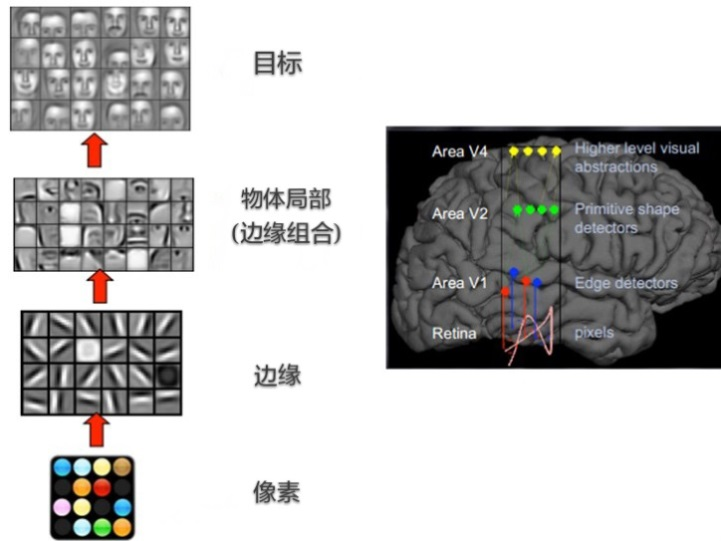 目标
物体局部
(边缘组合)
边缘
像素
Area V4
Higher level visual
abstractions
Area V2
Primitive shape
detectors
Area V1
Edge detectors
Retina
pixels